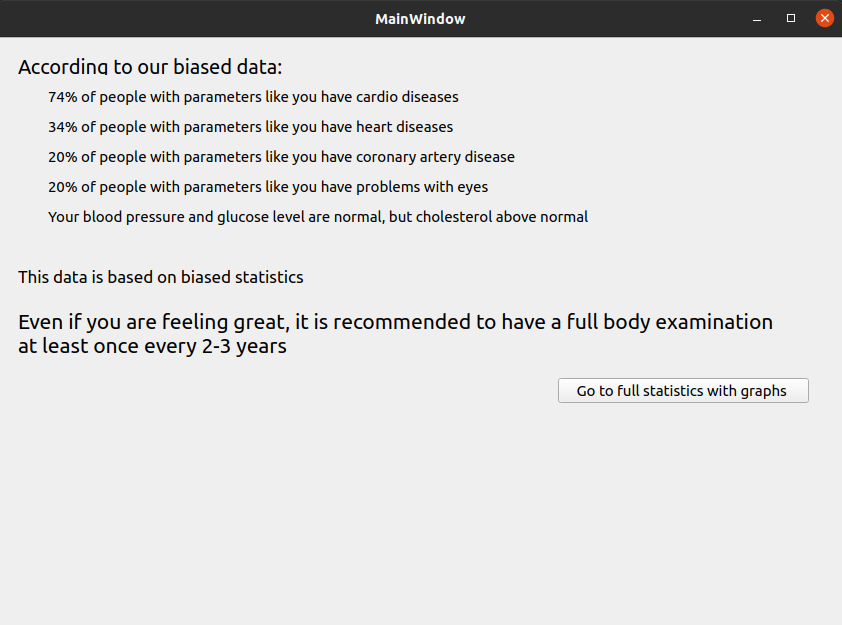 MainWindow
According to our biased data:
74% of people with parameters like you have cardio diseases
34% of people with parameters like you have heart diseases
20% of people with parameters like you have coronary artery disease
20% of people with parameters like you have problems with eyes
Your blood pressure and glucose level are normal, but cholesterol above normal
This data is based on biased statistics
Even if you are feeling great, it is recommended to have a full body examination
at least once every 2-3 years
Go to full statistics with graphs